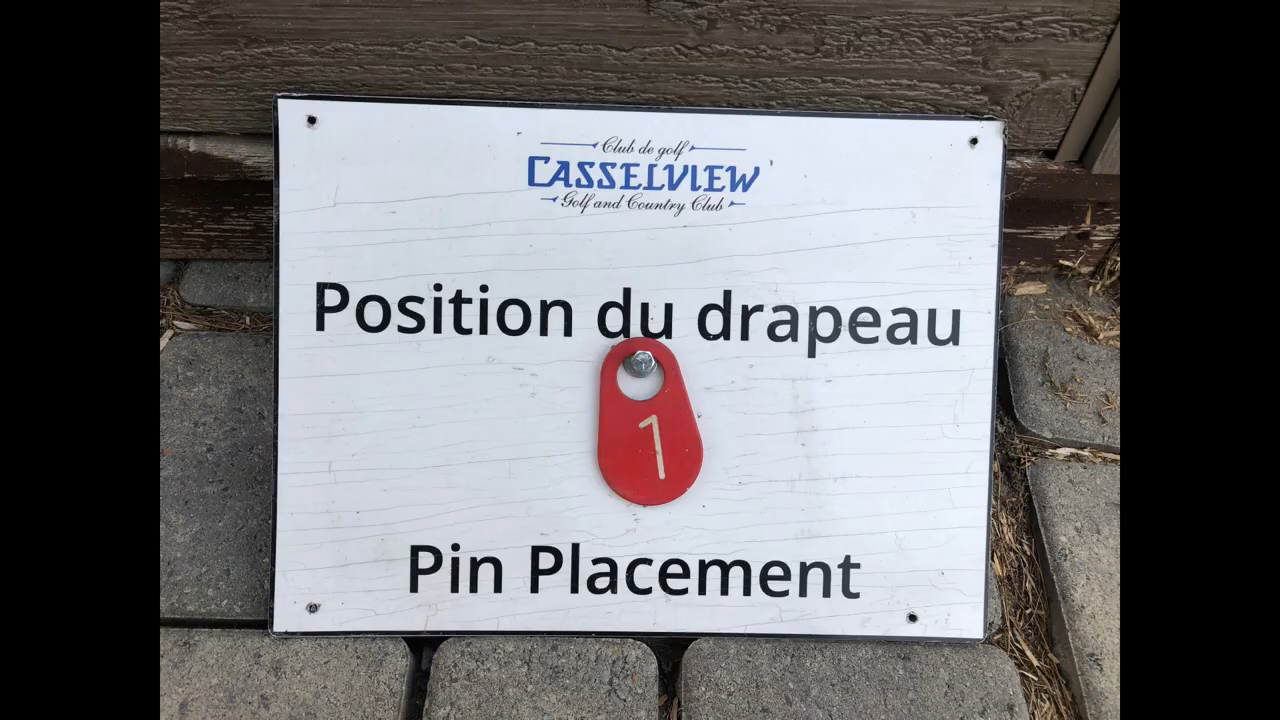 Club de golf
CASSELVIEW
Golf and Country Club
Position du drapeau
1
Pin Placement